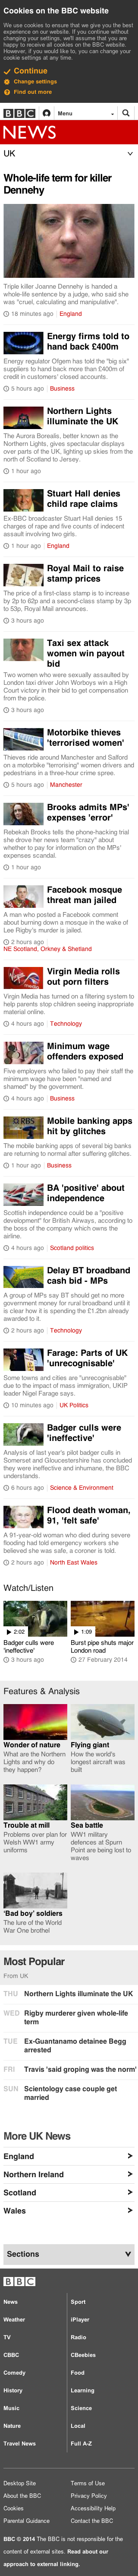 Cookies on the BBC website
We use cookies to ensure that we give you the best
experience on our website. If you continue without
changing your settings, we'll assume that you are
happy to receive all cookies on the BBC website.
However, if you would like to, you can change your
cookie settings at any time.
Continue
Change settings
Find out more
BBC
Menu
NEWS
UK
Whole-life term for killer
Dennehy
Triple killer Joanna Dennehy is handed a
whole-life sentence by a judge, who said she
was "cruel, calculating and manipulative".
18 minutes ago England
Energy firms told to
hand back £400m
Energy regulator Ofgem has told the "big six"
suppliers to hand back more than £400m of
credit in customers' closed accounts.
5 hours ago Business
Northern Lights
illuminate the UK
The Aurora Borealis, better known as the
Northern Lights, gives spectacular displays
over parts of the UK, lighting up skies from the
north of Scotland to Jersey.
1 hour ago
Stuart Hall denies
child rape claims
Ex-BBC broadcaster Stuart Hall denies 15
charges of rape and five counts of indecent
assault involving two girls.
1 hour ago England
Royal Mail to raise
stamp prices
The price of a first-class stamp is to increase
by 2p to 62p and a second-class stamp by 3p
to 53p, Royal Mail announces.
3 hours ago
Taxi sex attack
women win payout
bid
Two women who were sexually assaulted by
London taxi driver John Worboys win a High
Court victory in their bid to get compensation
from the police.
3 hours ago
Motorbike thieves
'terrorised women'
Thieves ride around Manchester and Salford
on a motorbike "terrorising" women drivers and
pedestrians in a three-hour crime spree.
5 hours ago Manchester
Brooks admits MPs'
expenses 'error'
Rebekah Brooks tells the phone-hacking trial of
how she never was "crazy" about
whether to pay for information on the MPs'
expenses scandal.
1 hour ago
Facebook mosque
threat man jailed
A man who posted a Facebook comment
about burning down a mosque in the wake of
Lee Rigby's murder is jailed.
2 hours ago
NE Scotland, Orkney & Shetland
Virgin Media rolls
out porn filters
Virgin Media has turned on a filtering system to
help parents stop children seeing inappropriate
material online.
4 hours ago Technology
Minimum wage
offenders exposed
Five employers who failed to pay their staff the
minimum wage have been "named and
shamed" by the government.
4 hours ago Business
Mobile banking apps
hit by glitches
The mobile banking apps of several big banks
are returning to normal after suffering glitches.
1 hour ago Business
BA 'positive' about
independence
Scottish independence could be a "positive
development" for British Airways, according to
the boss of the company which owns the
airline.
4 hours ago Scotland politics
Delay BT broadband
cash bid - MPs
A group of MPs say BT should get no more
government money for rural broadband until it
is clear how it is spending the £1.2bn already
awarded to it.
2 hours ago Technology
Farage: Parts of UK
'unrecognisable'
Some towns and cities are "unrecognisable"
due to the impact of mass immigration, UKIP
leader Nigel Farage says.
10 minutes ago UK Politics
Badger culls were
'ineffective'
Analysis of last year's pilot badger culls in
Somerset and Gloucestershire has concluded
they were ineffective and inhumane, the BBC
understands.
6 hours ago Science & Environment
Flood death woman,
91, 'felt safe'
A 91-year-old woman who died during severe
flooding had told emergency workers she
believed she was safe, a coroner is told.
2 hours ago North East Wales
Watch/Listen
2:02
Badger culls were
'ineffective'
3 hours ago
1:09
Burst pipe shuts major
London road
27 February 2014
Features & Analysis
Wonder of nature
What are the Northern
Lights and why do
they happen?
Flying giant
How the world's
longest aircraft was
built
Trouble at mill
Problems over plan for
Welsh WW1 army
uniforms
Sea battle
WW1 military
defences at Spurn
Point are being lost to
waves
'Bad boy' soldiers
The lure of the World
War One brothel
Most Popular
From UK
THU Northern Lights illuminate the UK
WED Rigby murderer given whole-life
term
TUE Ex-Guantanamo detainee Begg
arrested
FRI Travis 'said groping was the norm'
SUN Scientology case couple get
married
More UK News
England
Northern Ireland
Scotland
Wales
Sections
BBC
News
Sport
Weather
iPlayer
TV
Radio
CBBC
CBeebies
Comedy
Food
History
Learning
Music
Science
Nature
Local
Travel News
Full A-Z
Desktop Site
Terms of Use
About the BBC
Privacy Policy
Cookies
Accessibility Help
Parental Guidance
Contact the BBC
BBC © 2014 The BBC is not responsible for the
content of external sites. Read about our
approach to external linking.